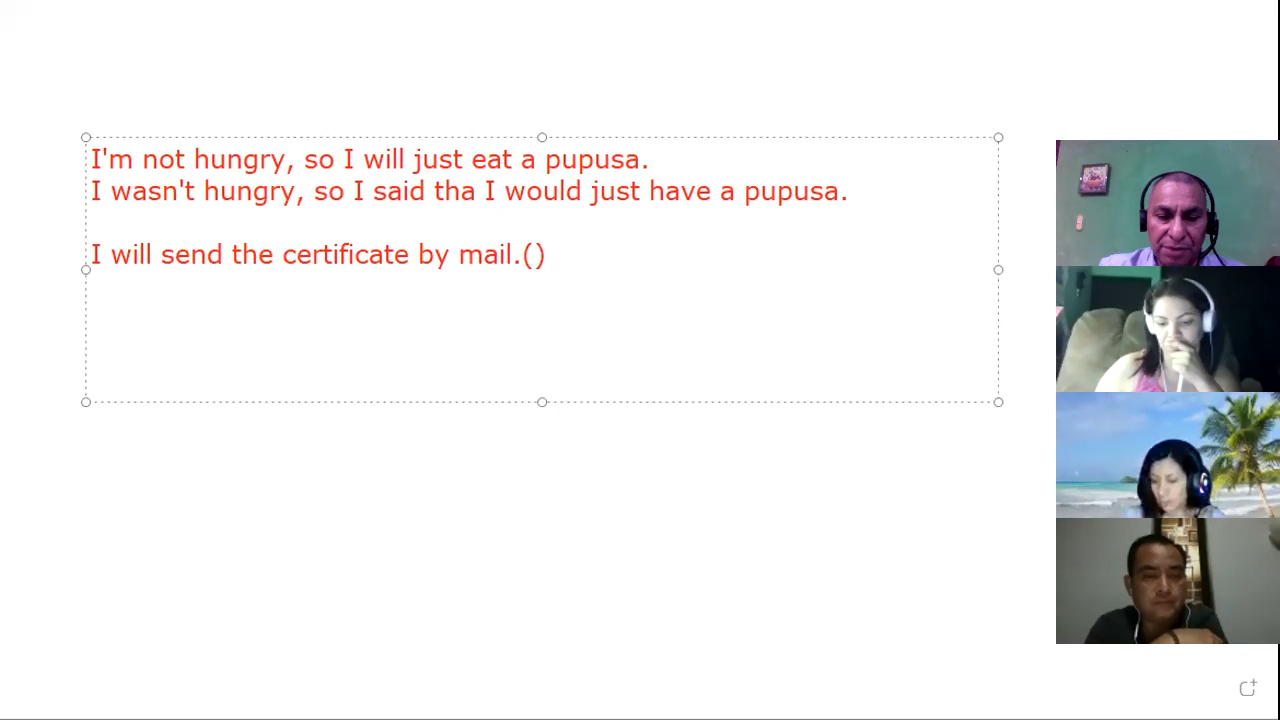 I'm not hungry, so I will just eat a pupusa.
I wasn't hungry, so I said tha I would just have a pupusa.
I will send the certificate by mail.()